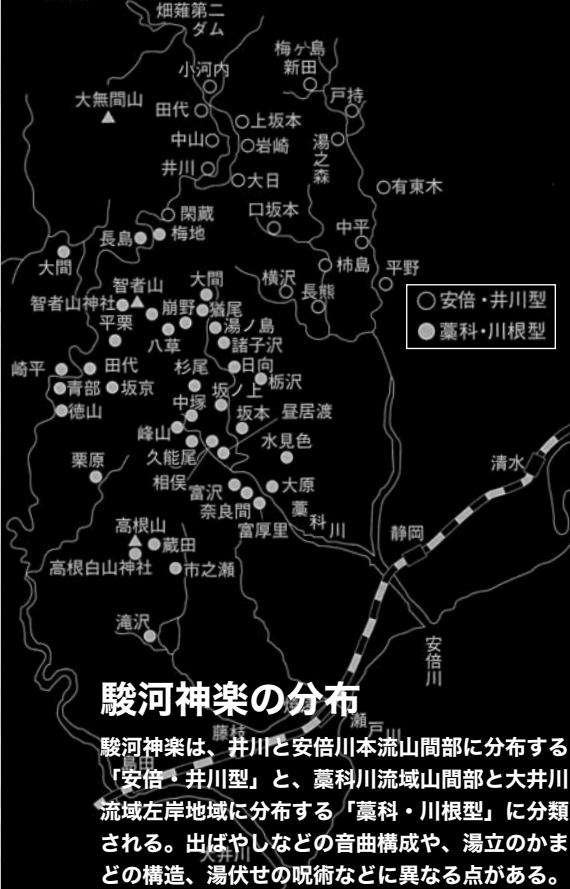 畑薙第二
ダム
梅ヶ島
新田
小河内
戸持
大無間山
田代
上坂本
中山
岩崎
湯之森
井川
大日
有東木
閑蔵
口坂本
長島
梅地
中平
大間
柿島
平野
智者山
大間
横沢
長熊
安倍・井川型
智者山神社
崩野
猶尾
平栗
湯ノ島
藁科・川根型
八草
諸子沢
崎平
田代
杉尾
日向
栃沢
青部
坂京
坂ノ上
徳山
中塚
坂本
昼居渡
峰山
水見色
栗原
久能尾
清水
相俣
富沢
大原
奈良間
藁科川
富厚里
高根山
静岡
蔵田
高根白山神社
市之瀬
滝沢
安倍川
駿河神楽の分布
瀬戸川
藤枝
駿河神楽は、井川と安倍川本流山間部に分布する
島田
「安倍・井川型」と、藁科川流域山間部と大井川
流域左岸地域に分布する「藁科・川根型」に分類
される。出ばやしなどの音曲構成や、湯立のかま
大井川
どの構造、湯伏せの呪術などに異なる点がある。